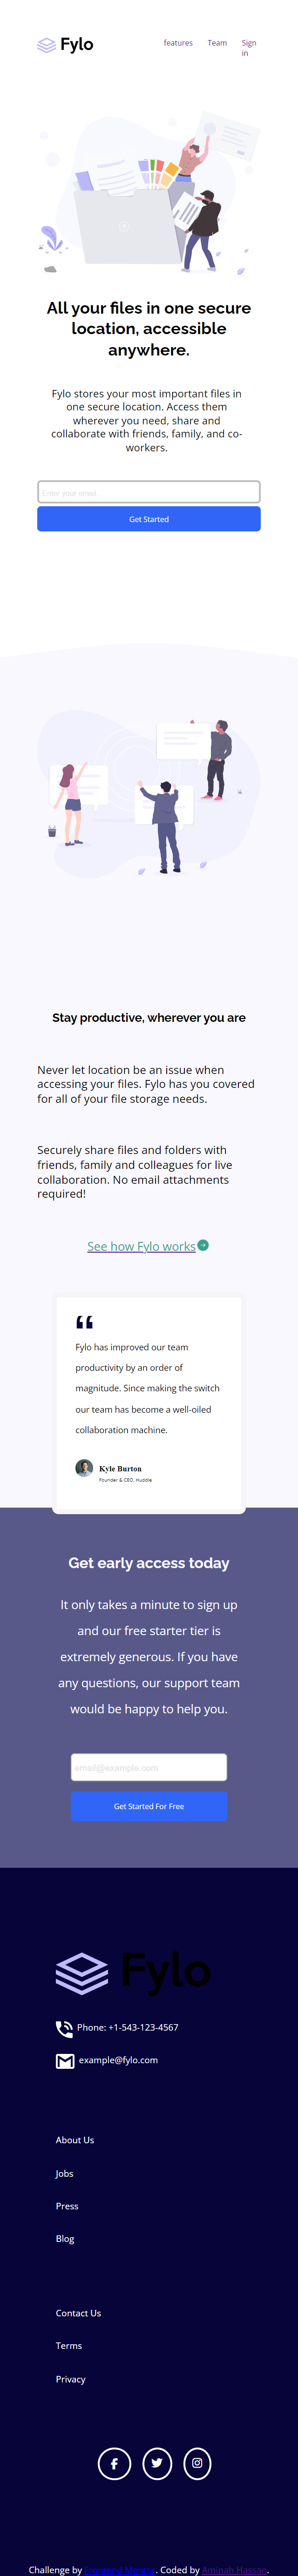 Fylo
features Team Sign in
All your files in one secure
location, accessible
anywhere.
Fylo stores your most important files in
one secure location. Access them
wherever you need, share and
collaborate with friends, family, and co-
workers.
Enter your email...
Get Started
Stay productive, wherever you are
Never let location be an issue when
accessing your files. Fylo has you covered
for all of your file storage needs.
Securely share files and folders with
friends, family and colleagues for live
collaboration. No email attachments
required!
See how Fylo works
“
Fylo has improved our team
productivity by an order of
magnitude. Since making the switch
our team has become a well-oiled
collaboration machine.
Kyle Burton
Founder & CEO, Huddle
Get early access today
It only takes a minute to sign up
and our free starter tier is
extremely generous. If you have
any questions, our support team
would be happy to help you.
email@example.com
Get Started For Free
Fylo
Phone: +1-543-123-4567
example@fylo.com
About Us
Jobs
Press
Blog
Contact Us
Terms
Privacy
Challenge by Frontend Mentor. Coded by Aminah Hassan.